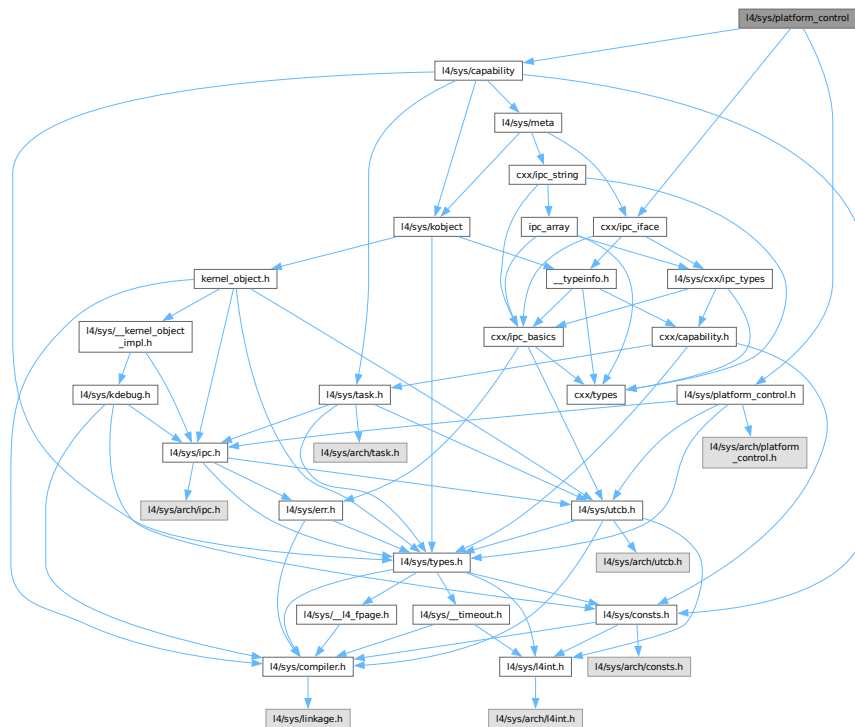 l4/sys/platform_control
l4/sys/capability
l4/sys/meta
cxx/ipc_string
l4/sys/kobject
ipc_array
cxx/ipc_iface
kernel_object.h
__typeinfo.h
l4/sys/cxx/ipc_types
l4/sys/__kernel_object
_impl.h
cxx/ipc_basics
cxx/capability.h
l4/sys/kdebug.h
l4/sys/task.h
cxx/types
l4/sys/platform_control.h
l4/sys/ipc.h
l4/sys/arch/task.h
l4/sys/arch/platform
_control.h
l4/sys/arch/ipc.h
l4/sys/err.h
l4/sys/utcb.h
l4/sys/types.h
l4/sys/arch/utcb.h
l4/sys/__l4_fpage.h
l4/sys/__timeout.h
l4/sys/consts.h
l4/sys/compiler.h
l4/sys/l4int.h
l4/sys/arch/consts.h
l4/sys/linkage.h
l4/sys/arch/l4int.h